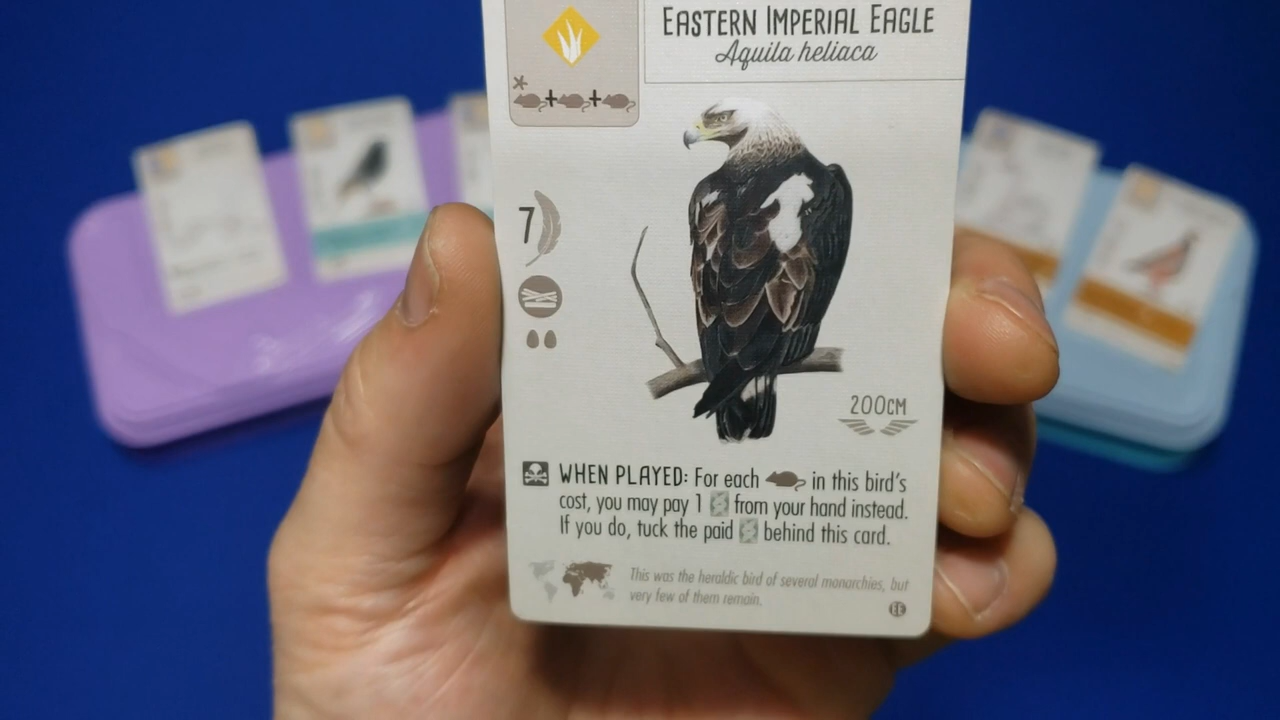 EASTERN IMPERIAL EAGLE
Aquila heliaca
* + +
7
200CM
WHEN PLAYED: For each in this bird's
cost, you may pay 1 from your hand instead.
If you do, tuck the paid behind this card.
This was the heraldic bird of several monarchies, but
very few of them remain.
EE